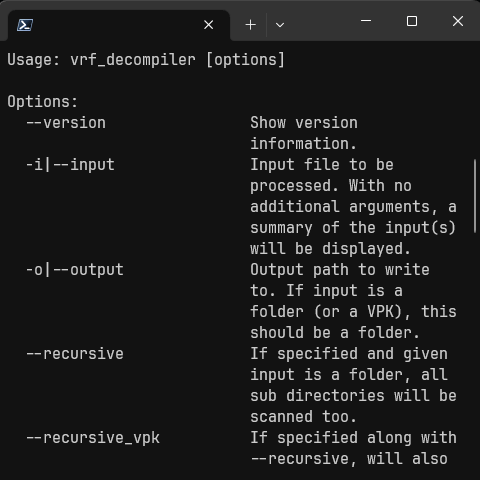 Usage: vrf_decompiler [options]
Options:
--version Show version
information.
-i|--input Input file to be
processed. With no
additional arguments, a
summary of the input(s)
will be displayed.
-o|--output Output path to write
to. If input is a
folder (or a VPK), this
should be a folder.
--recursive If specified and given
input is a folder, all
sub directories will be
scanned too.
--recursive_vpk If specified along with
--recursive, will also